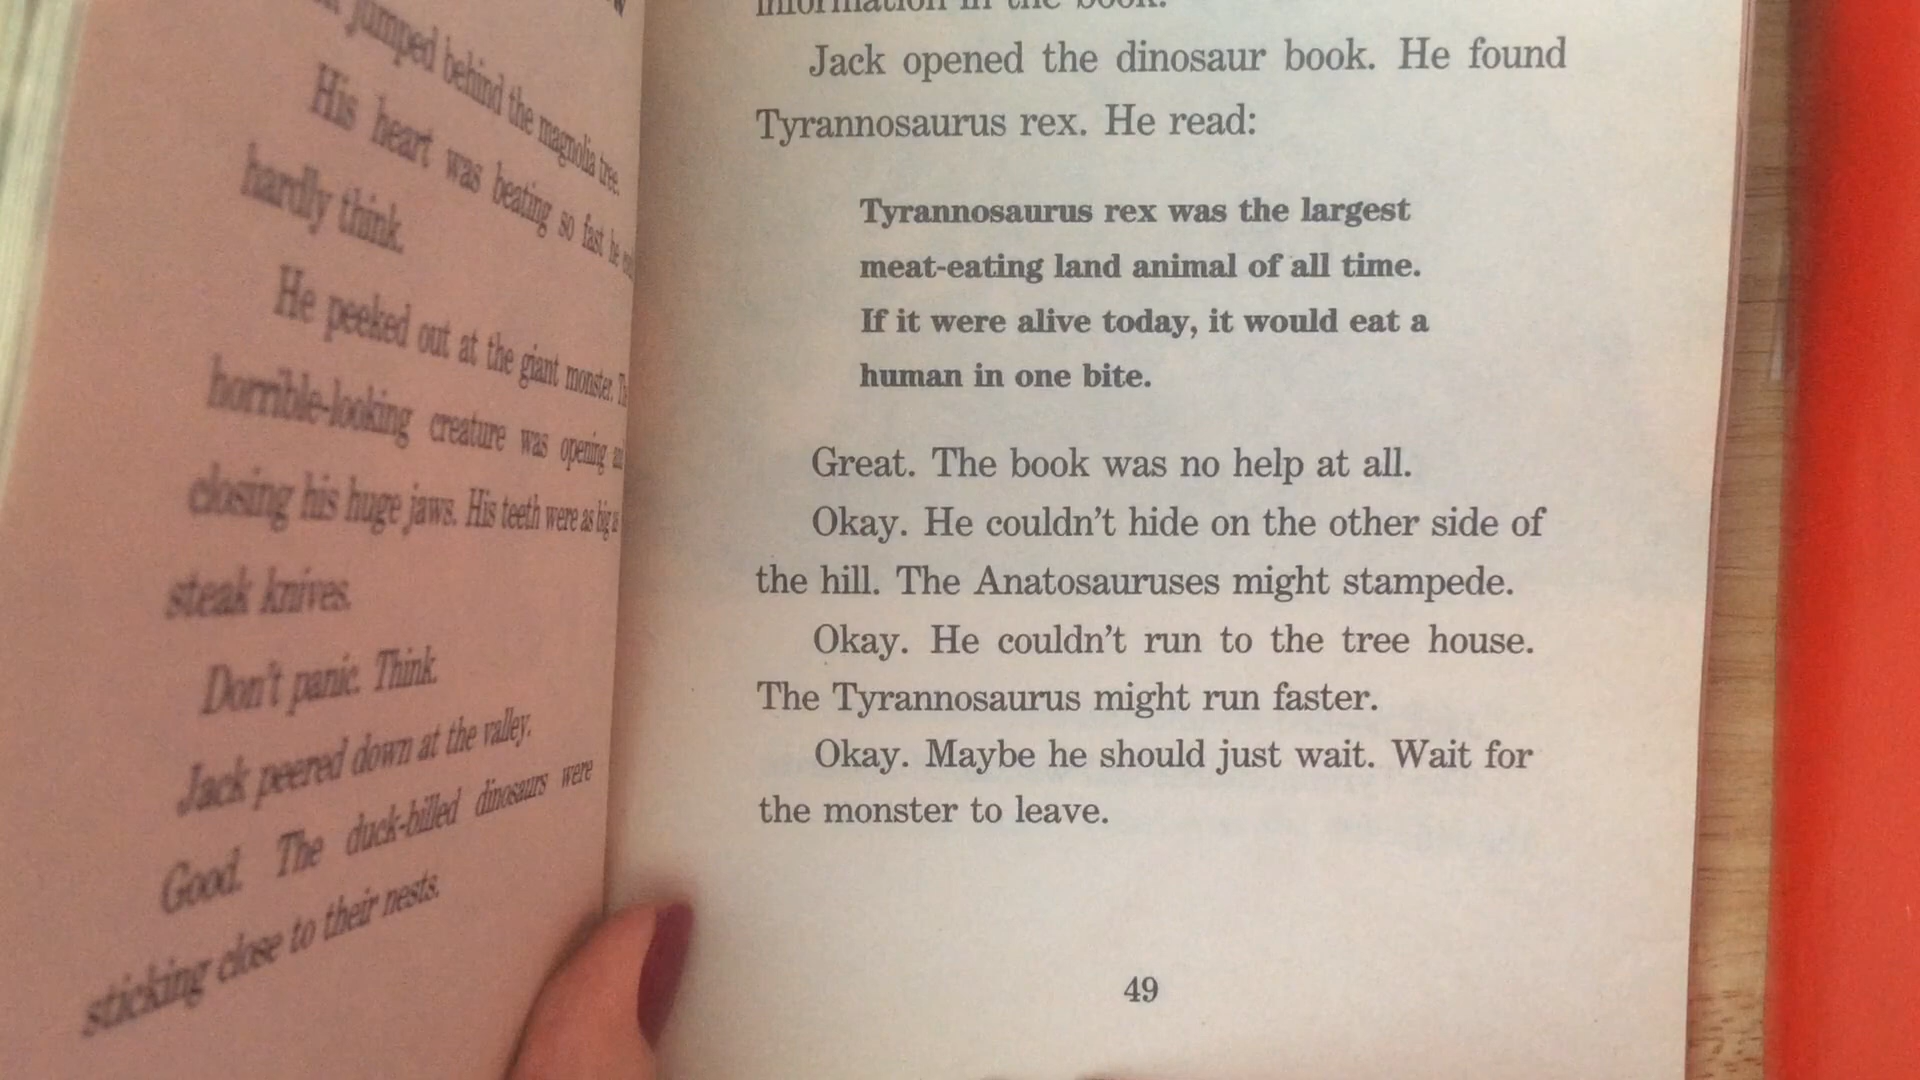 jumped behind the magnolia tree.
His heart was beating so fast he
hardly think.
He peeked out at the giant monster.
horrible-looking creature was opening
closing his huge jaws. His teeth were as big
steak knives.
Don't panic. Think.
Jack peered down at the valley.
Good. The duck-billed dinosaurs were
sticking close to their nests.
information in the book.
Jack opened the dinosaur book. He found
Tyrannosaurus rex. He read:
Tyrannosaurus rex was the largest
meat-eating land animal of all time.
If it were alive today, it would eat a
human in one bite.
Great. The book was no help at all.
Okay. He couldn't hide on the other side of
the hill. The Anatosauruses might stampede.
Okay. He couldn't run to the tree house.
The Tyrannosaurus might run faster.
Okay. Maybe he should just wait. Wait for
the monster to leave.
49